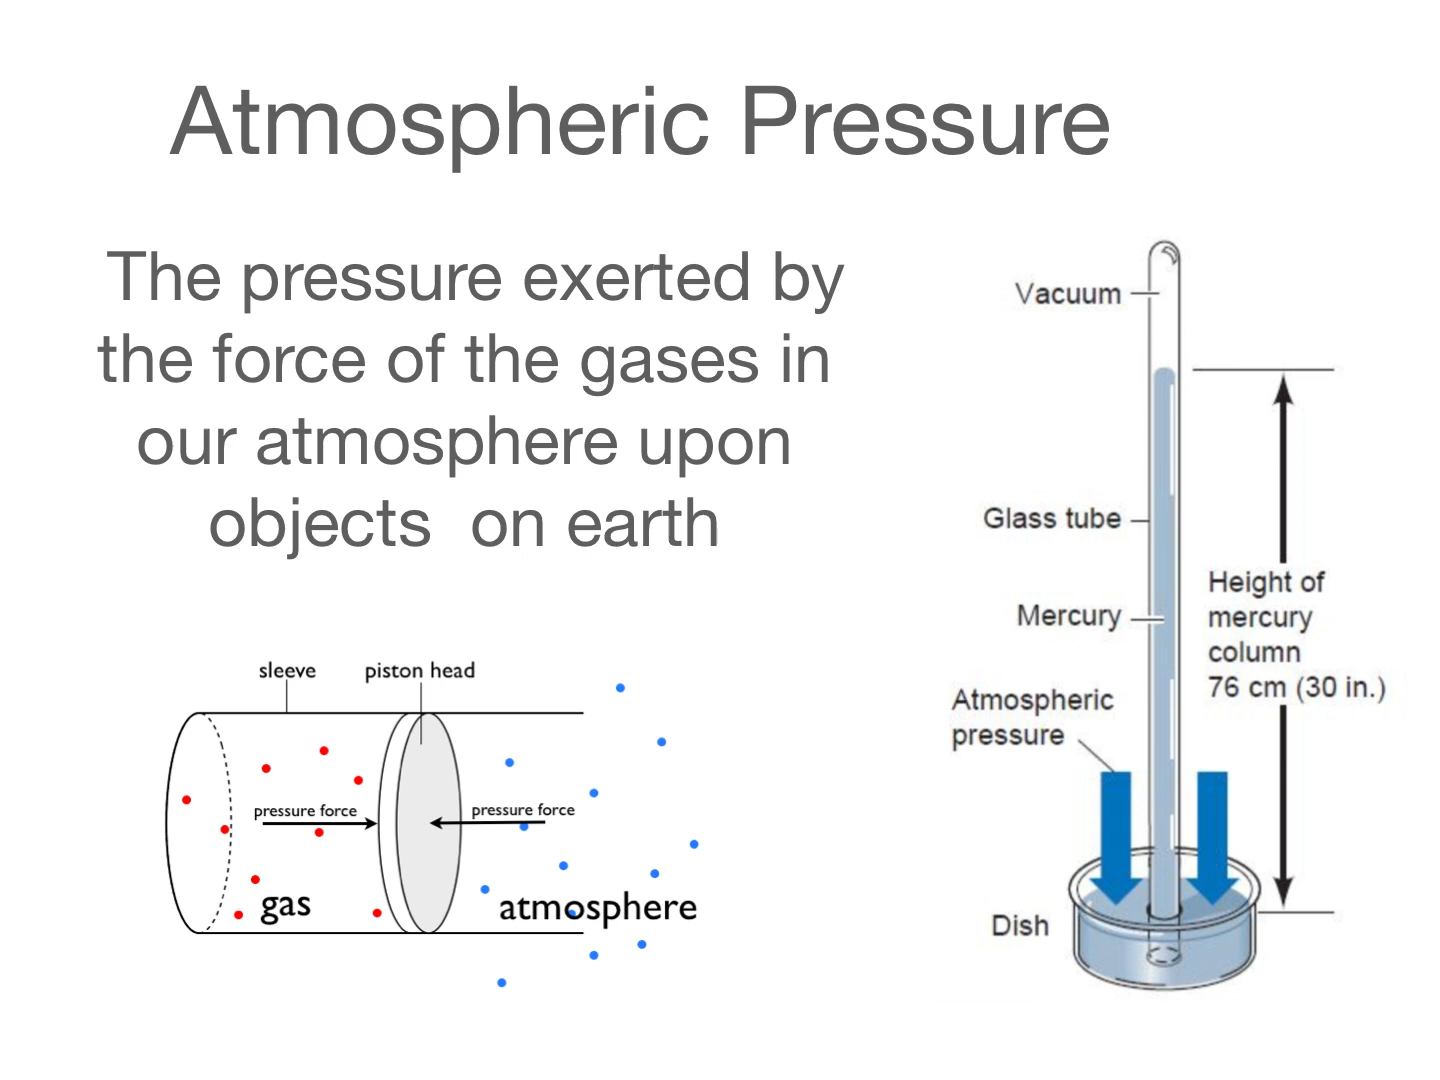 Atmospheric Pressure
The pressure exerted by
the force of the gases in
our atmosphere upon
objects  on earth
sleeve
piston head
pressure force
pressure force
gas
atmosphere
Vacuum
Glass tube
Mercury
Height of
mercury
column
76 cm (30 in.)
Atmospheric
pressure
Dish